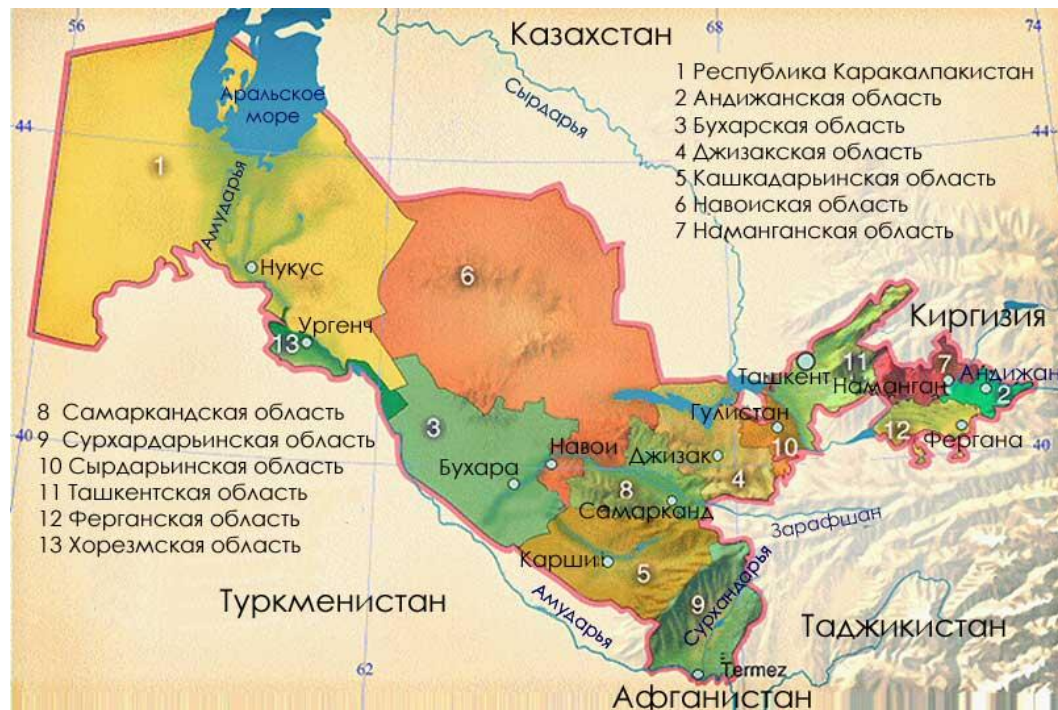 56
68
74
Казахстан
1 Республика Каракалпакистан
2 Андижанская область
3 Бухарская область
4 Джизакская область
5 Кашкадарьинская область
6 Навоиская область
7 Наманганская область
Аральское
море
Сырдарья
44
44
1
Амударья
Нукус
6
Ургенч
13
Киргизия
Ташкент
11
7
Наманган
Андижан
2
8 Самаркандская область
9 Сурхардарьинская область
10 Сырдарьинская область
11 Ташкентская область
12 Ферганская область
13 Хорезмская область
40
3
Гулистан
10
12
Фергана
40
Навои
Джизак
Бухара
4
8
Самарканд
Зарафшан
Карши
5
Туркменистан
Амударья
9
Сурхандарья
Таджикистан
62
Termez
Афганистан